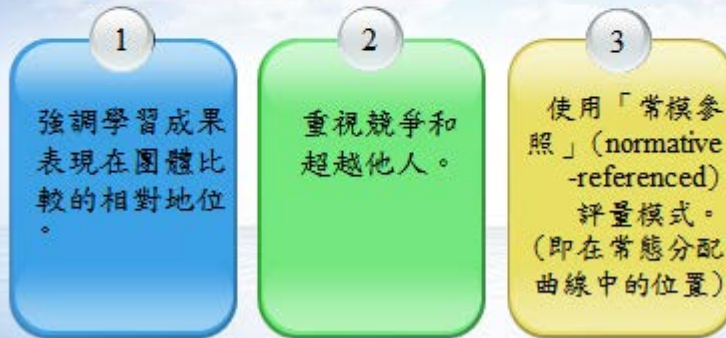 1
強調學習成果
表現在團體比
較的相對地位
。
2
重視競爭和
超越他人。
3
使用「常模參
照」(normative
-referenced)
評量模式。
(即在常態分配
曲線中的位置)